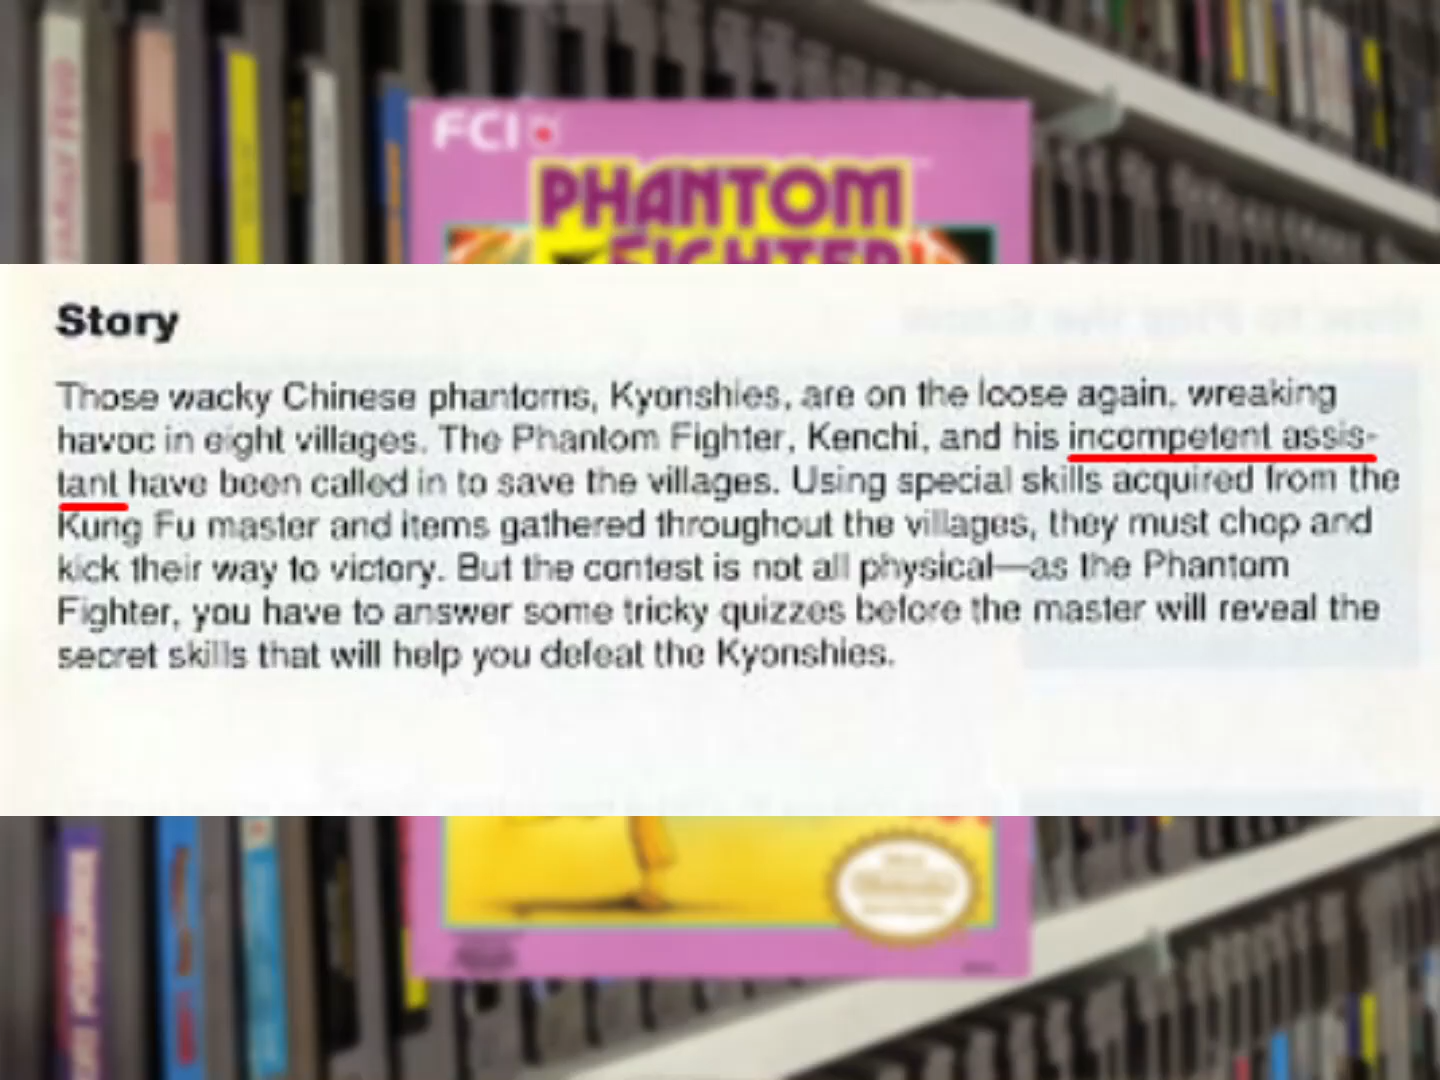 FAMILY FEUD
FCI
PHANTOM
FIGHTER
Story
Those wacky Chinese phantoms, Kyonshies, are on the loose again, wreaking
havoc in eight villages. The Phantom Fighter, Kenchi, and his incompetent assis-
tant have been called in to save the villages. Using special skills acquired from the
Kung Fu master and items gathered throughout the villages, they must chop and
kick their way to victory. But the contest is not all physical—as the Phantom
Fighter, you have to answer some tricky quizzes before the master will reveal the
secret skills that will help you defeat the Kyonshies.